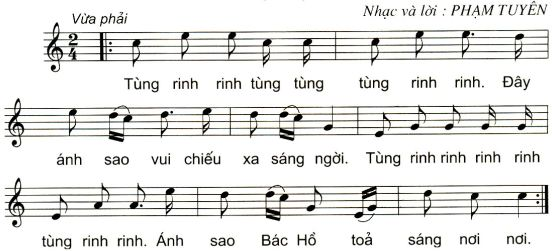 Vừa phải
Nhạc và lời : PHẠM TUYÊN
2
4
Tùng rinh rinh tùng tùng tùng rinh rinh. Đây
ánh sao vui chiếu xa sáng ngời. Tùng rinh rinh rinh rinh
tùng rinh rinh. Ánh sao Bác Hồ toả sáng nơi nơi.